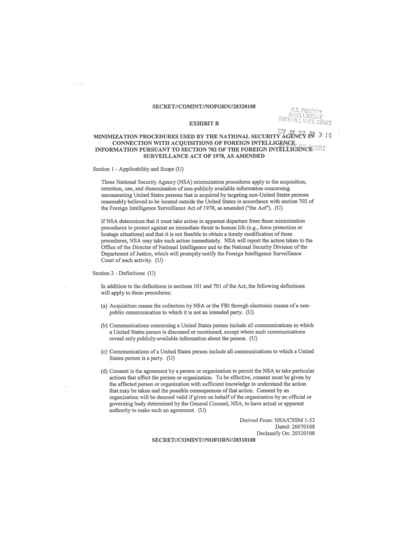 SECRET//COMINT//NOFORN//20320108
U.S. FOREIGN
INTELLIGENCE
SURVEILLANCE COURT
EXHIBIT B
MINIMIZATION PROCEDURES USED BY THE NATIONAL SECURITY AGENCY IN
CONNECTION WITH ACQUISITIONS OF FOREIGN INTELLIGENCE
INFORMATION PURSUANT TO SECTION 702 OF THE FOREIGN INTELLIGENCE
SURVEILLANCE ACT OF 1978, AS AMENDED
Section 1 - Applicability and Scope (U)
These National Security Agency (NSA) minimization procedures apply to the acquisition,
retention, use, and dissemination of non-publicly available information concerning
unconsenting United States persons that is acquired by targeting non-United States persons
reasonably believed to be located outside the United States in accordance with section 702 of
the Foreign Intelligence Surveillance Act of 1978, as amended ("the Act"). (U)
If NSA determines that it must take action in apparent departure from these minimization
procedures to protect against an immediate threat to human life (e.g., force protection or
hostage situations) and that it is not feasible to obtain a timely modification of these
procedures, NSA may take such action immediately. NSA will report the action taken to the
Office of the Director of National Intelligence and to the National Security Division of the
Department of Justice, which will promptly notify the Foreign Intelligence Surveillance
Court of such activity. (U)
Section 2 - Definitions (U)
In addition to the definitions in sections 101 and 701 of the Act, the following definitions
will apply to these procedures:
(a) Acquisition means the collection by NSA or the FBI through electronic means of a non-
public communication to which it is not an intended party. (U)
(b) Communications concerning a United States person include all communications in which
a United States person is discussed or mentioned, except where such communications
reveal only publicly-available information about the person. (U)
(c) Communications of a United States person include all communications to which a United
States person is a party. (U)
(d) Consent is the agreement by a person or organization to permit the NSA to take particular
actions that affect the person or organization. To be effective, consent must be given by
the affected person or organization with sufficient knowledge to understand the action
that may be taken and the possible consequences of that action. Consent by an
organization will be deemed valid if given on behalf of the organization by an official or
governing body determined by the General Counsel, NSA, to have actual or apparent
authority to make such an agreement. (U)
Derived From: NSA/CSSM 1-52
Dated: 20070108
Declassify On: 20320108
SECRET//COMINT//NOFORN//20310108